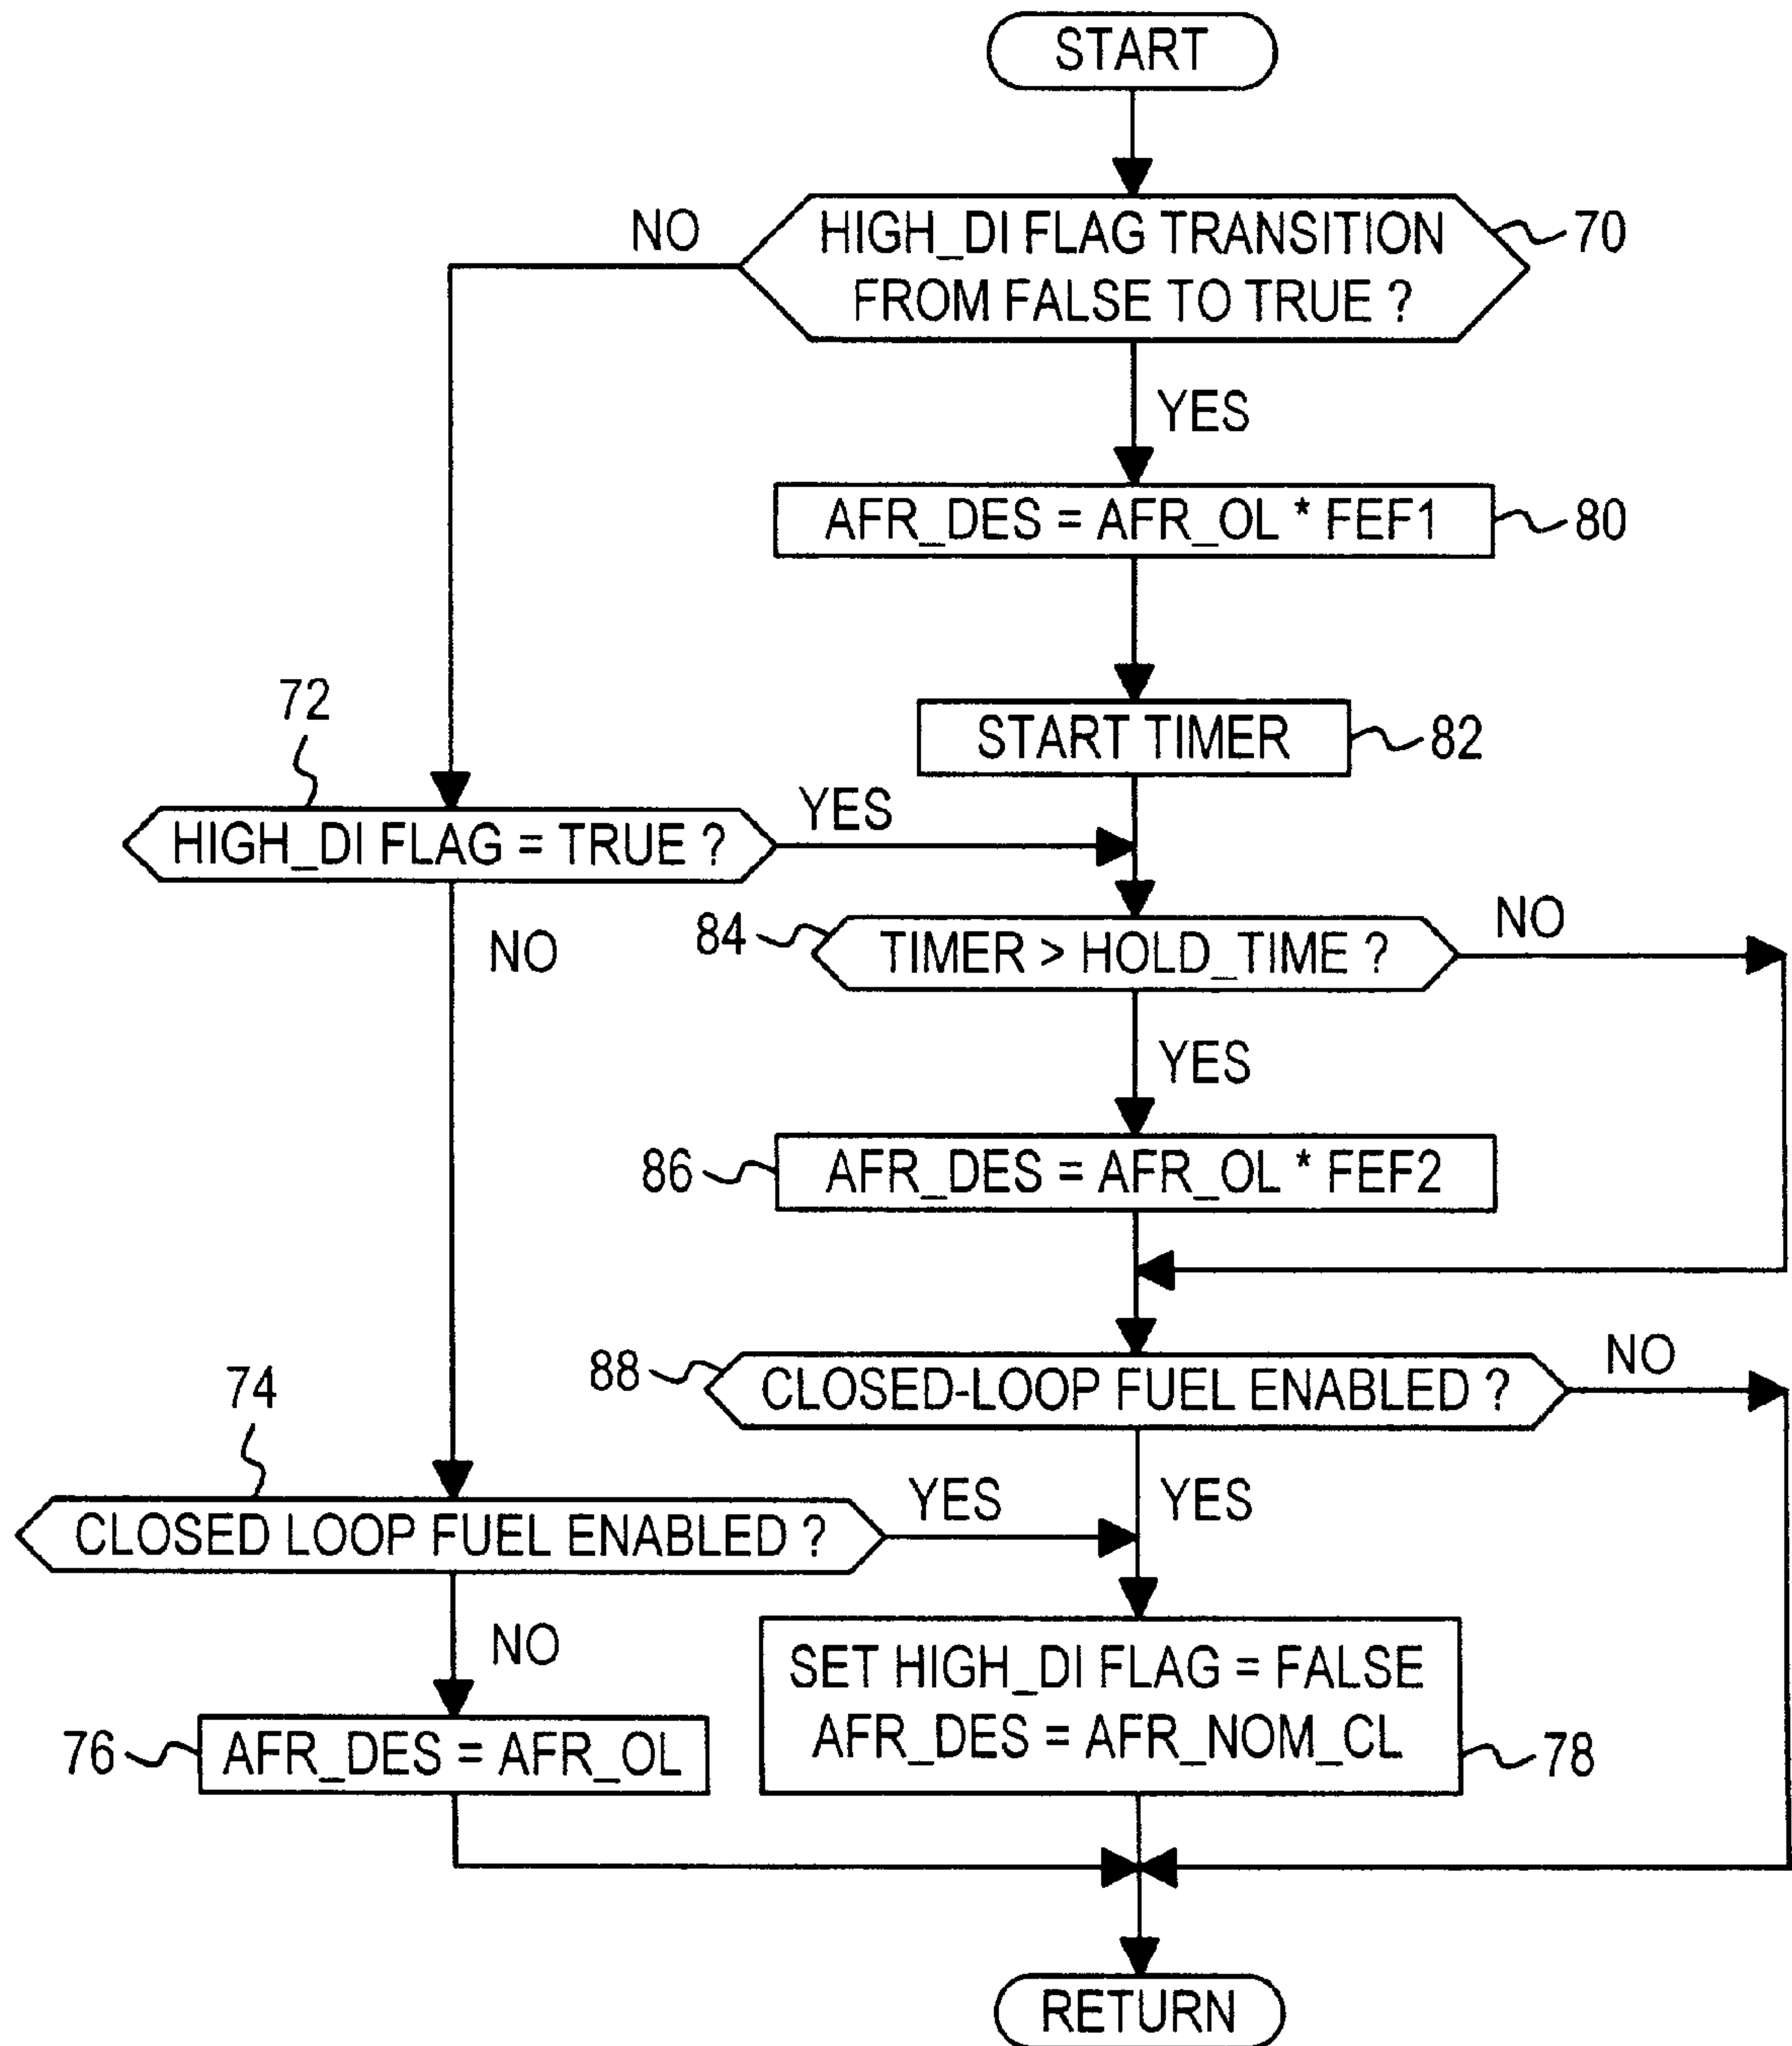 START
NO
HIGH_DI FLAG TRANSITION
FROM FALSE TO TRUE ?
70
YES
AFR_DES = AFR_OL * FEF1
80
START TIMER
82
72
HIGH_DI FLAG = TRUE ?
YES
NO
84
TIMER > HOLD_TIME ?
NO
YES
86
AFR_DES = AFR_OL * FEF2
88
CLOSED-LOOP FUEL ENABLED ?
NO
74
CLOSED LOOP FUEL ENABLED ?
YES
YES
NO
SET HIGH_DI FLAG = FALSE
AFR_DES = AFR_NOM_CL
78
76
AFR_DES = AFR_OL
RETURN